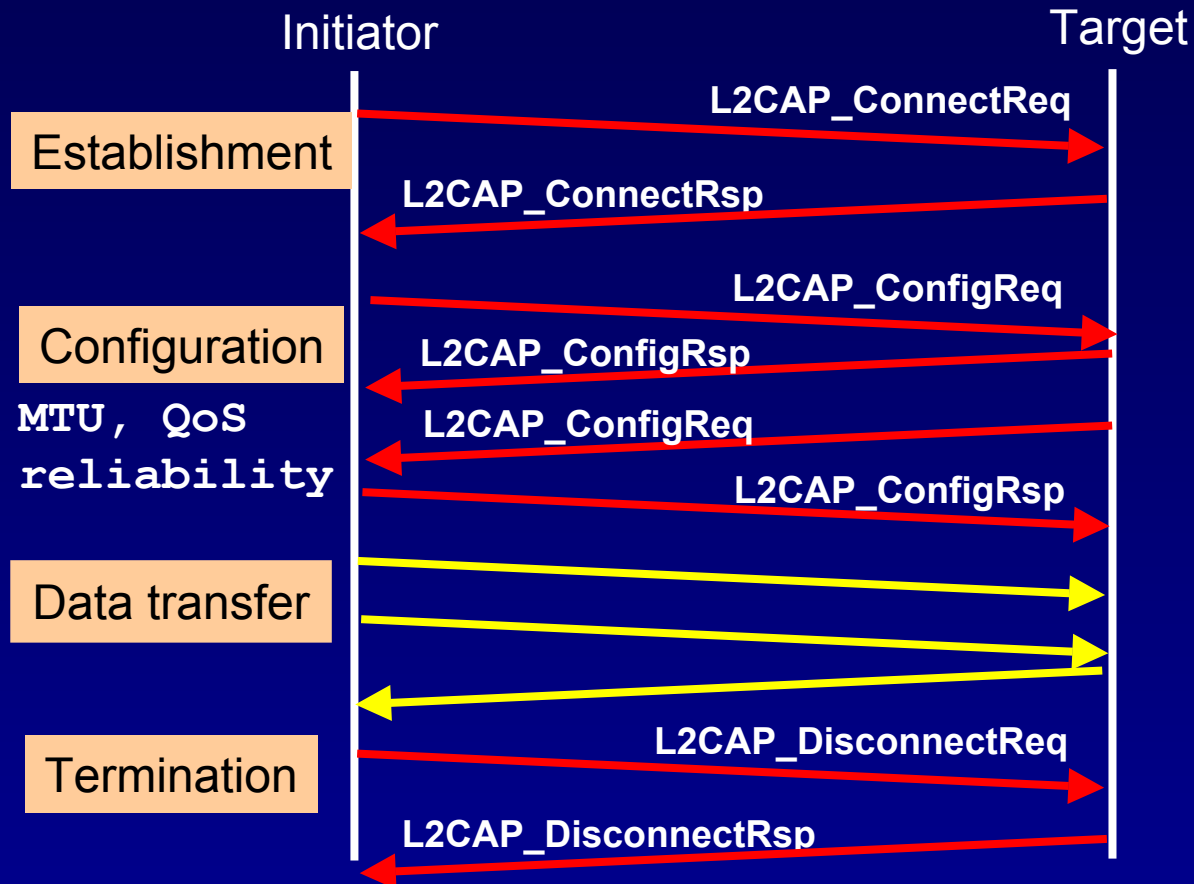 Initiator
Target
L2CAP_ConnectReq
Establishment
L2CAP_ConnectRsp
L2CAP_ConfigReq
Configuration
L2CAP_ConfigRsp
MTU, QoS
reliability
L2CAP_ConfigReq
L2CAP_ConfigRsp
Data transfer
L2CAP_DisconnectReq
Termination
L2CAP_DisconnectRsp